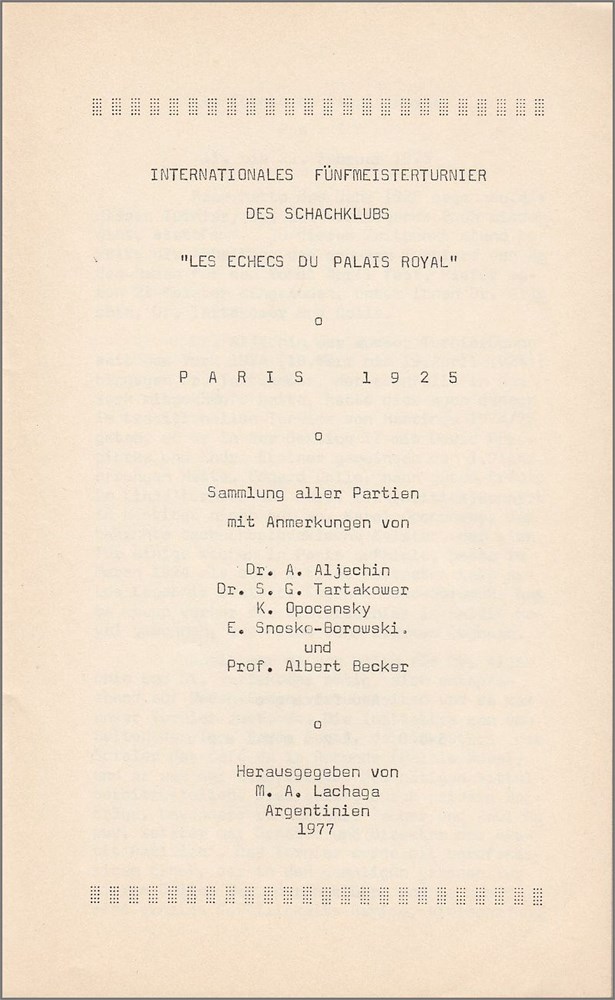 INTERNATIONALES FÜNFMEISTERTURNIER
DES SCHACHKLUBS
"LES ECHECS DU PALAIS ROYAL"
o
P A R I S 1 9 2 5
o
Sammlung aller Partien
mit Anmerkungen von
Dr. A. Aljechin
Dr. S. G. Tartakower
K. Opocensky
E. Snosko-Borowski.
und
Prof. Albert Becker
o
Herausgegeben von
M. A. Lachaga
Argentinien
1977